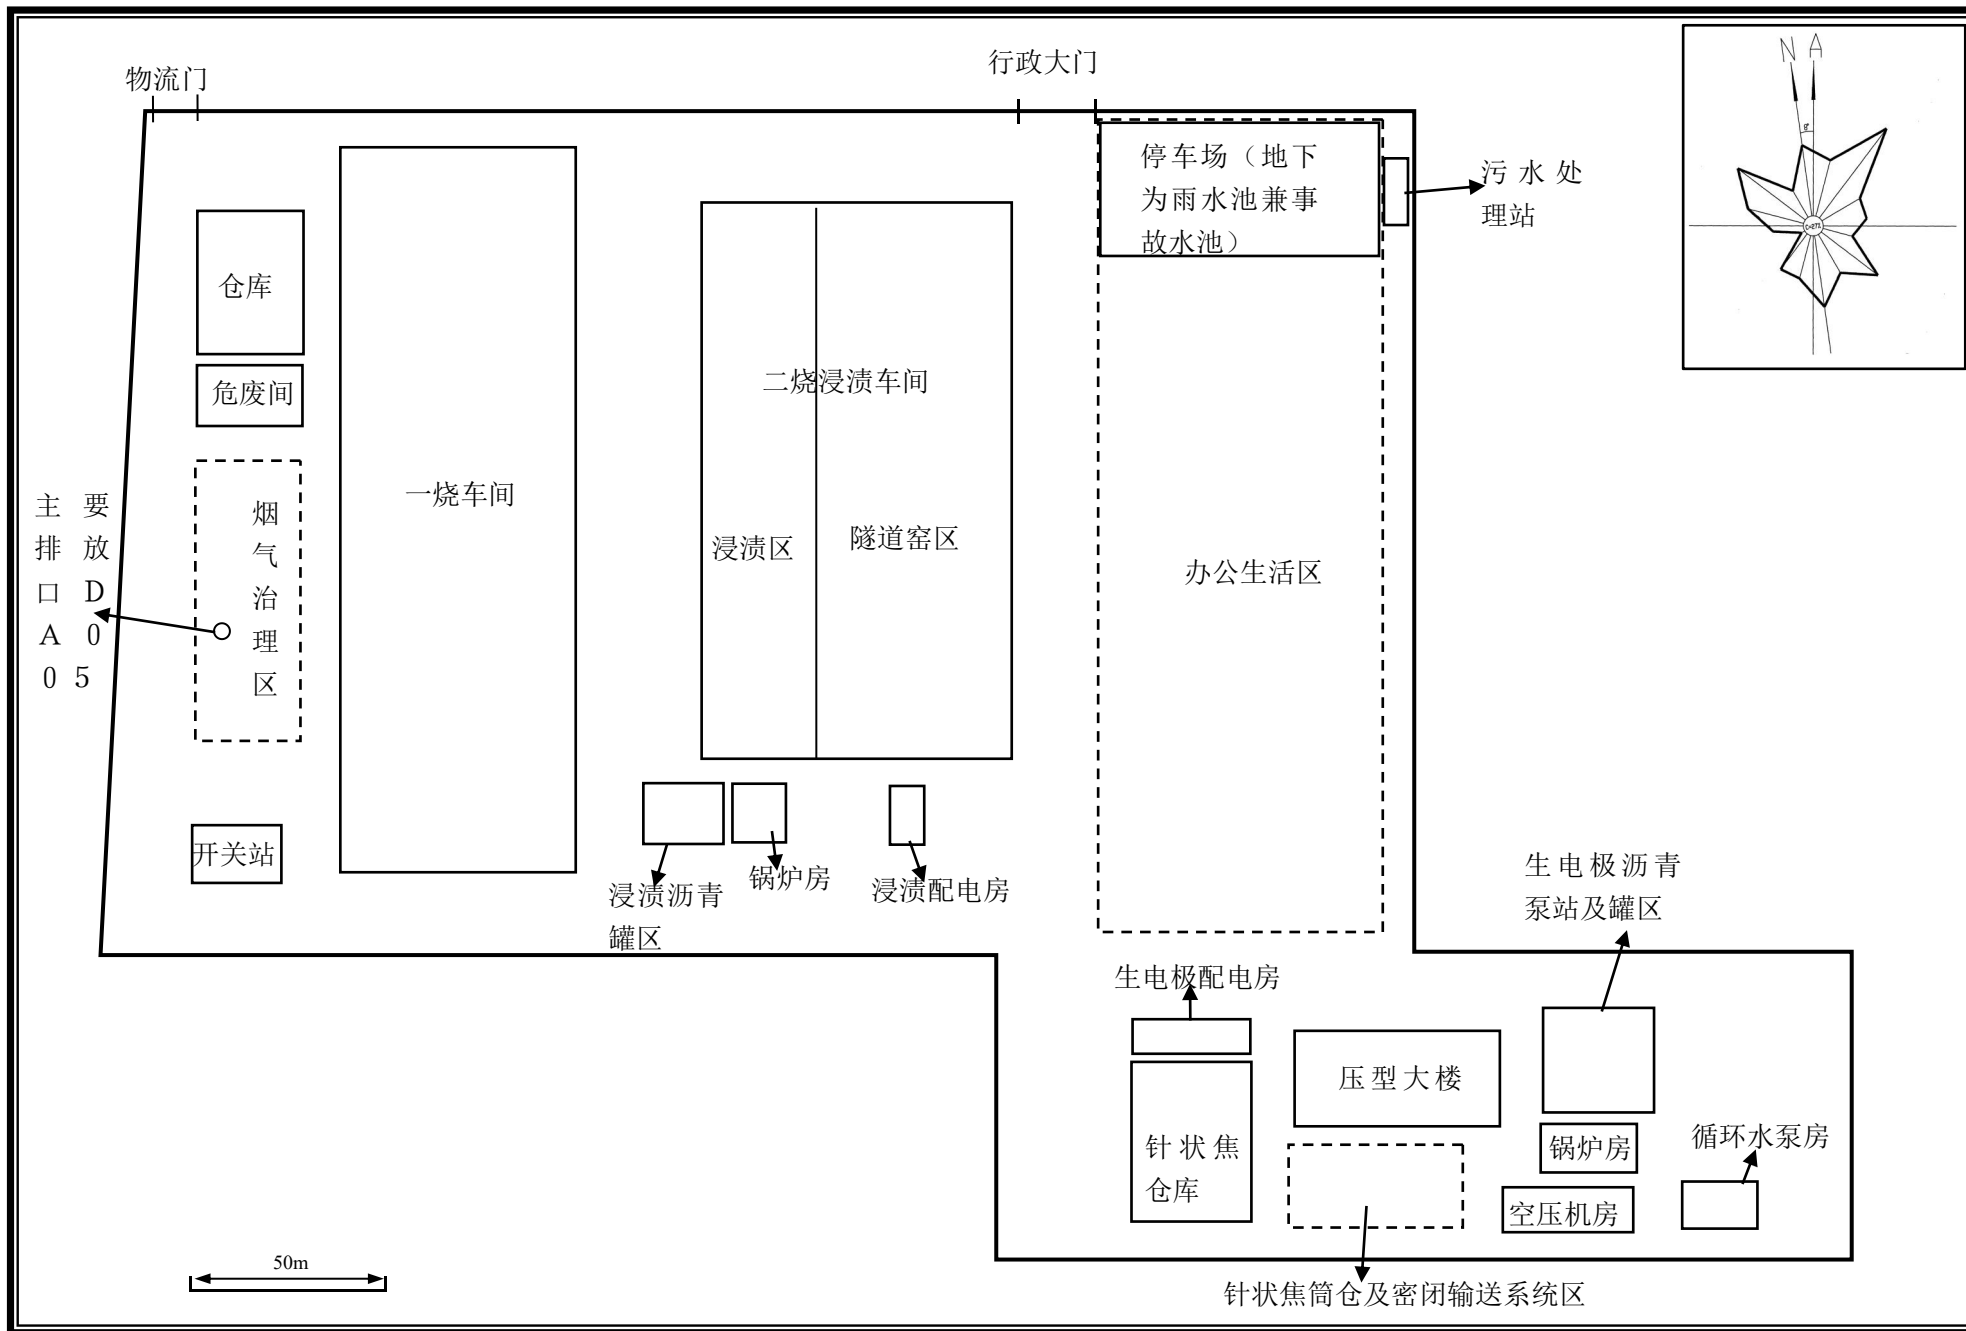 物流门
行政大门
N A
8°
C=27%
停车场（地下
为雨水池兼事
故水池）
污水处
理站
仓库
危废间
二烧浸渍车间
一烧车间
主要
排放
口D
A0
05
烟
气
治
理
区
浸渍区
隧道窑区
办公生活区
开关站
浸渍沥青
罐区
锅炉房
浸渍配电房
生电极沥青
泵站及罐区
生电极配电房
压型大楼
针状焦
仓库
锅炉房
循环水泵房
空压机房
50m
针状焦筒仓及密闭输送系统区